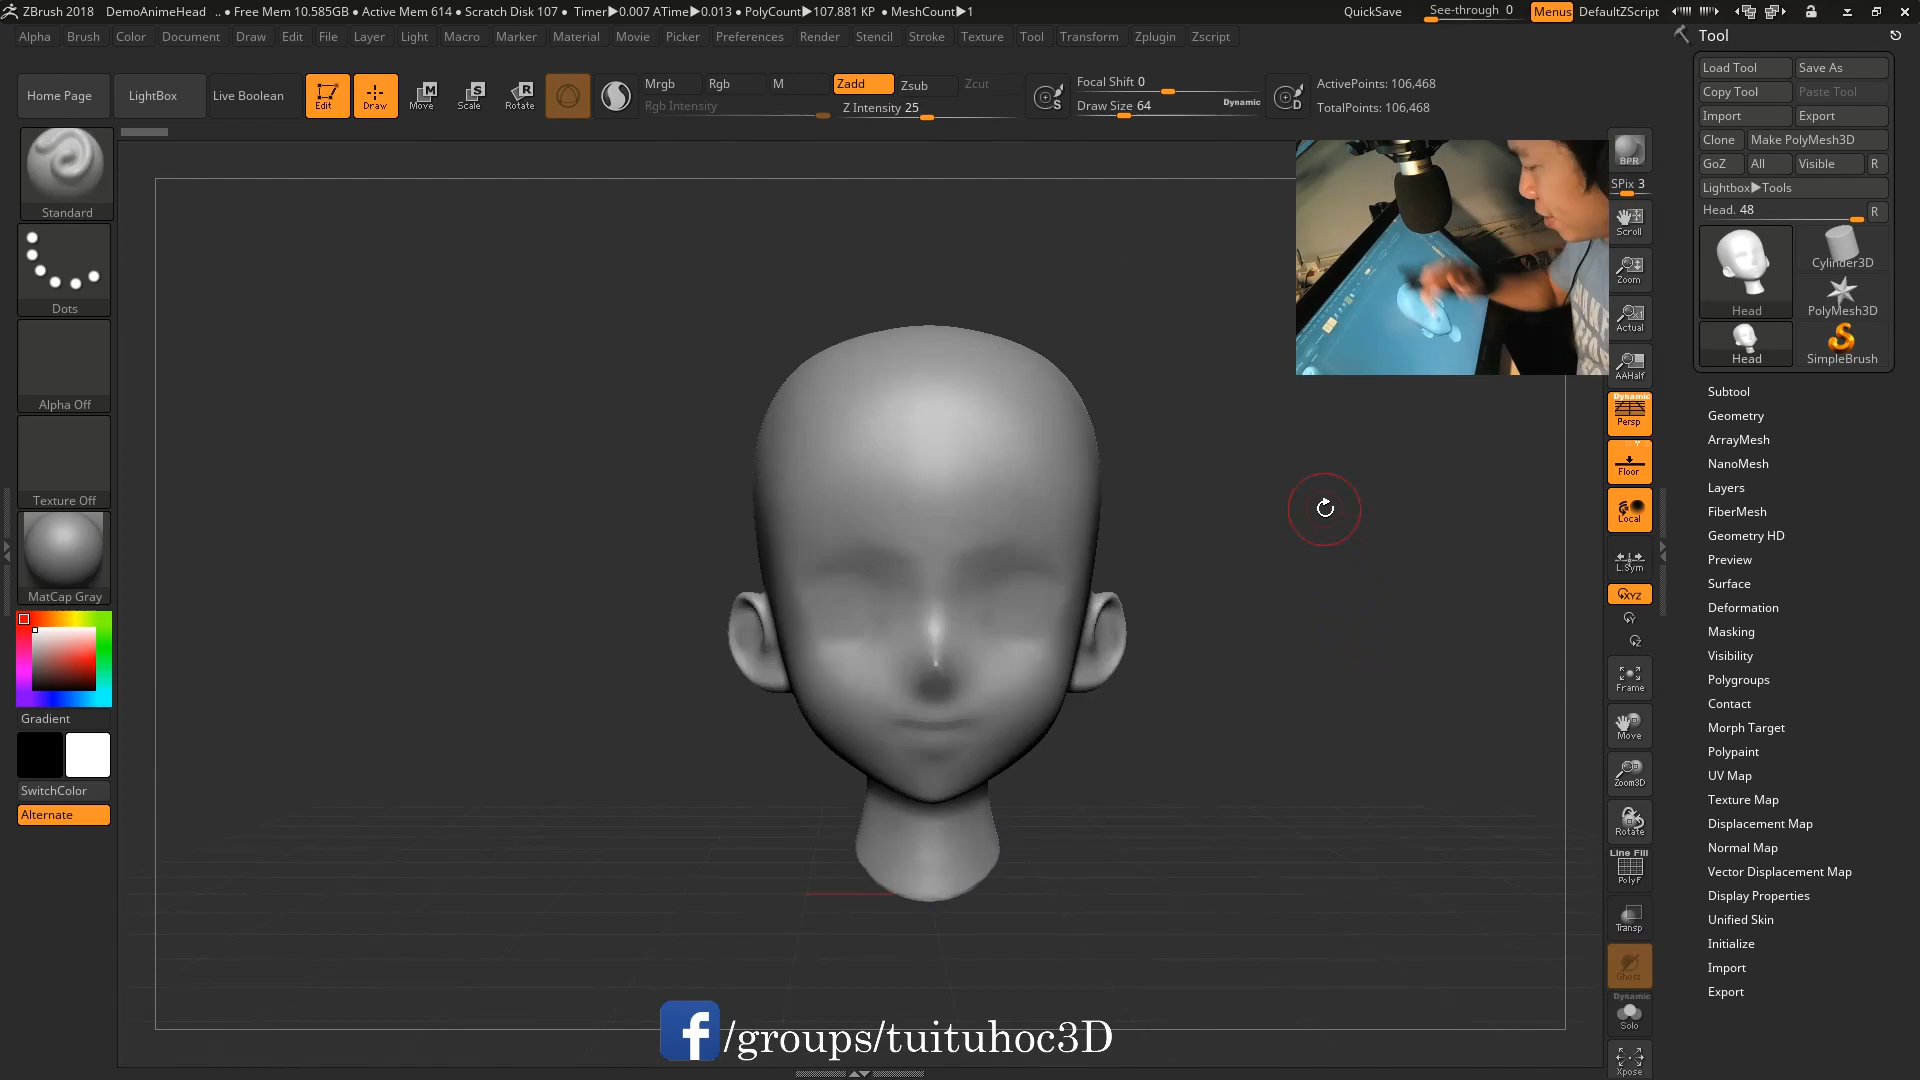 ZBrush 2018 DemoAnimeHead .. ● Free Mem 10.585GB ● Active Mem 614 ● Scratch Disk 107 ● Timer▶0.007 ATime▶0.013 ● PolyCount▶107.881 KP ● MeshCount▶1 QuickSave See-through 0 Menus DefaultZScript
Alpha Brush Color Document Draw Edit File Layer Light Macro Marker Material Movie Picker Preferences Render Stencil Stroke Texture Tool Transform Zplugin Zscript
Home Page LightBox Live Boolean Edit Draw Move Scale Rotate
Mrgb Rgb M Zadd Zsub Zcut
Rgb Intensity Z Intensity 25
S Focal Shift 0
Draw Size 64 Dynamic D
ActivePoints: 106,468
TotalPoints: 106,468
Standard
Dots
Alpha Off
Texture Off
MatCap Gray
Gradient
SwitchColor
Alternate
BPR
SPix 3
Scroll
Zoom
Actual
AAHalf
Dynamic
Persp
Floor
Local
L.Sym
XYZ
Y
Z
Frame
Move
Zoom3D
Rotate
Line Fill
PolyF
Transp
Ghost
Dynamic
Solo
Xpose
Tool
Load Tool Save As
Copy Tool Paste Tool
Import Export
Clone Make PolyMesh3D
GoZ All Visible R
Lightbox▶Tools
Head. 48 R
Head Cylinder3D
PolyMesh3D
Head SimpleBrush
Subtool
Geometry
ArrayMesh
NanoMesh
Layers
FiberMesh
Geometry HD
Preview
Surface
Deformation
Masking
Visibility
Polygroups
Contact
Morph Target
Polypaint
UV Map
Texture Map
Displacement Map
Normal Map
Vector Displacement Map
Display Properties
Unified Skin
Initialize
Import
Export
f /groups/tuituhoc3D